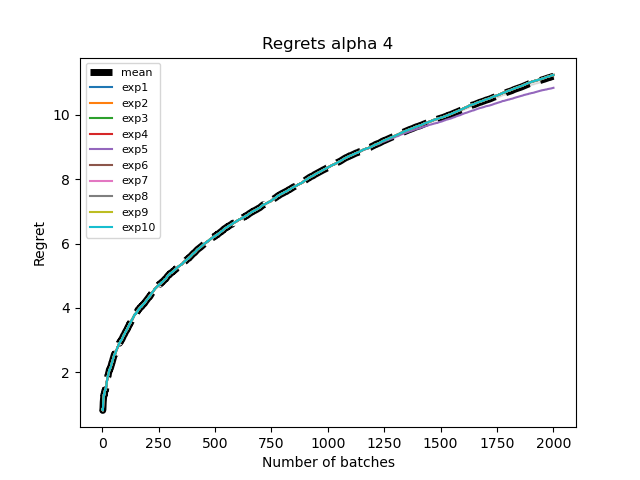 Regrets alpha 4
mean
exp1
exp2
exp3
exp4
exp5
exp6
exp7
exp8
exp9
exp10
Regret
10
8
6
4
2
0 250 500 750 1000 1250 1500 1750 2000
Number of batches